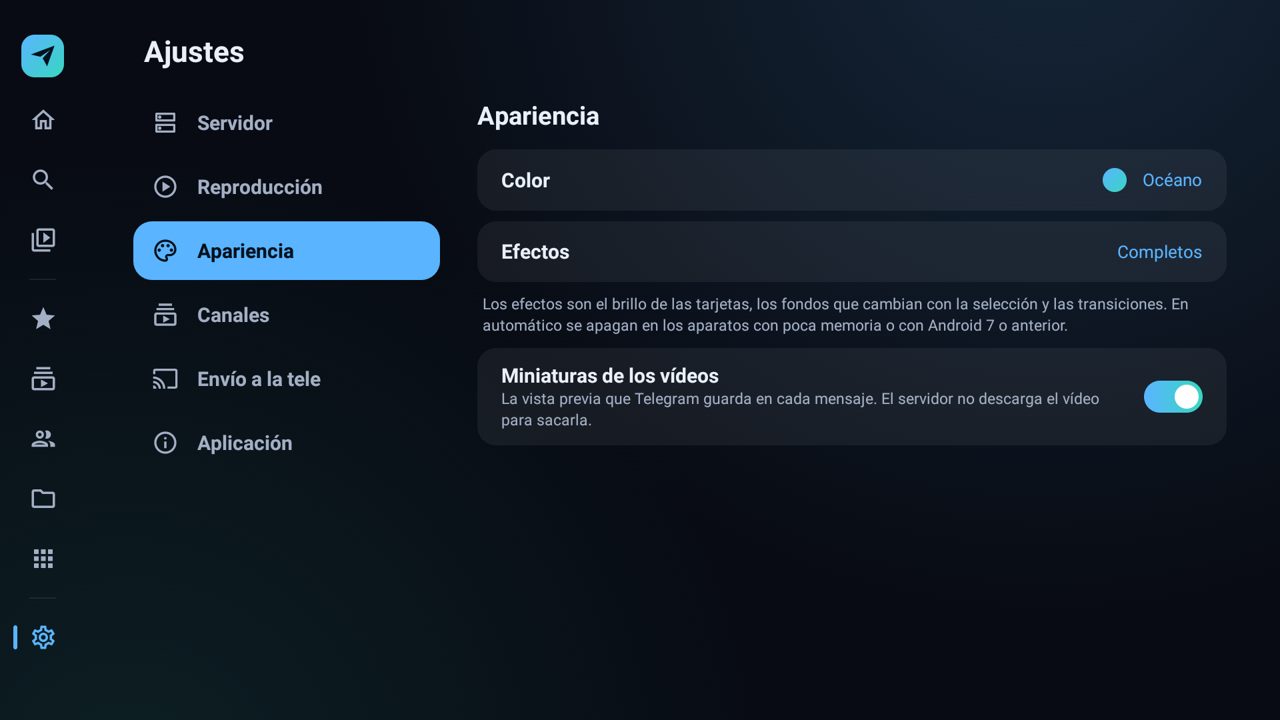 Ajustes
Servidor
Reproducción
Apariencia
Canales
Envío a la tele
Aplicación
Apariencia
Color
Océano
Efectos
Completos
Los efectos son el brillo de las tarjetas, los fondos que cambian con la selección y las transiciones. En
automático se apagan en los aparatos con poca memoria o con Android 7 o anterior.
Miniaturas de los vídeos
La vista previa que Telegram guarda en cada mensaje. El servidor no descarga el vídeo
para sacarla.